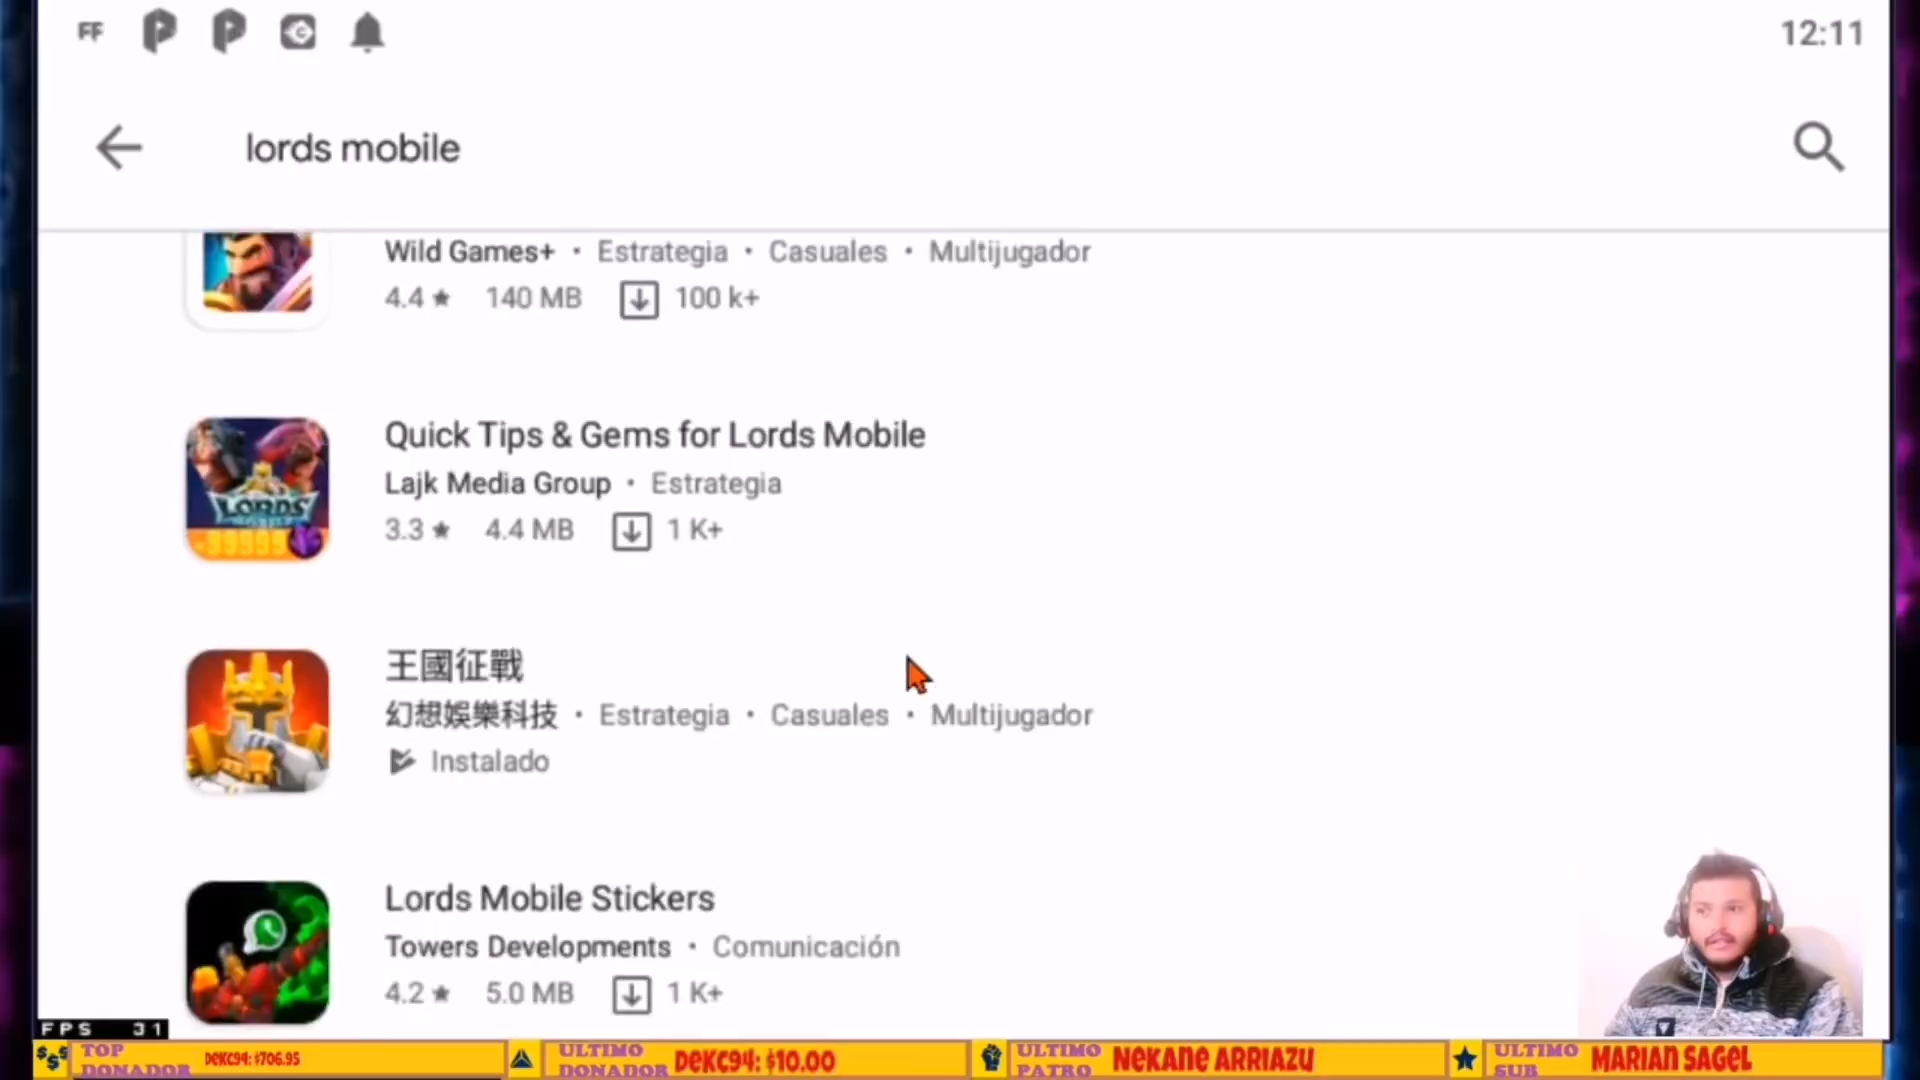 FF
12:11
lords mobile
Wild Games+ · Estrategia · Casuales · Multijugador
4.4 ★ 140 MB 100 k+
Quick Tips & Gems for Lords Mobile
Lajk Media Group · Estrategia
3.3 ★ 4.4 MB 1 K+
LORDS
99999
王國征戰
幻想娛樂科技 · Estrategia · Casuales · Multijugador
Instalado
Lords Mobile Stickers
Towers Developments · Comunicación
4.2 ★ 5.0 MB 1 K+
FPS 31
$$$ TOP DONADOR DEKC94: $706.95
ULTIMO DONADOR DEKC94: $10.00
ULTIMO PATRO NEKANE ARRIAZU
ULTIMO SUB MARIAN SAGEL